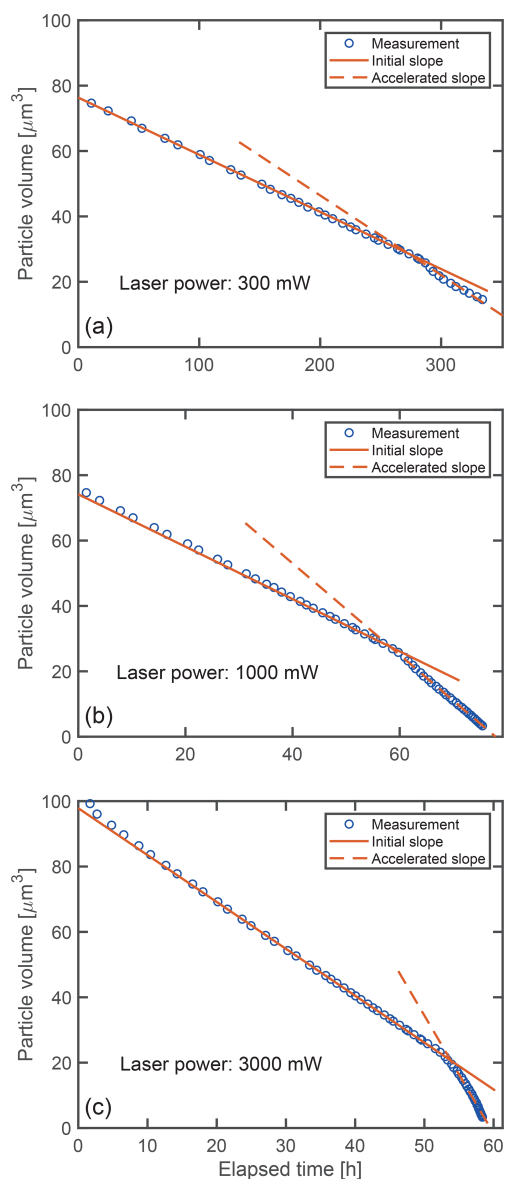 100
80
60
40
20
0
Particle volume [μm³]
Measurement
Initial slope
Accelerated slope
Laser power: 300 mW
(a)
0 100 200 300
100
80
60
40
20
0
Particle volume [μm³]
Measurement
Initial slope
Accelerated slope
Laser power: 1000 mW
(b)
0 20 40 60
100
80
60
40
20
0
Particle volume [μm³]
Measurement
Initial slope
Accelerated slope
Laser power: 3000 mW
(c)
0 10 20 30 40 50 60
Elapsed time [h]